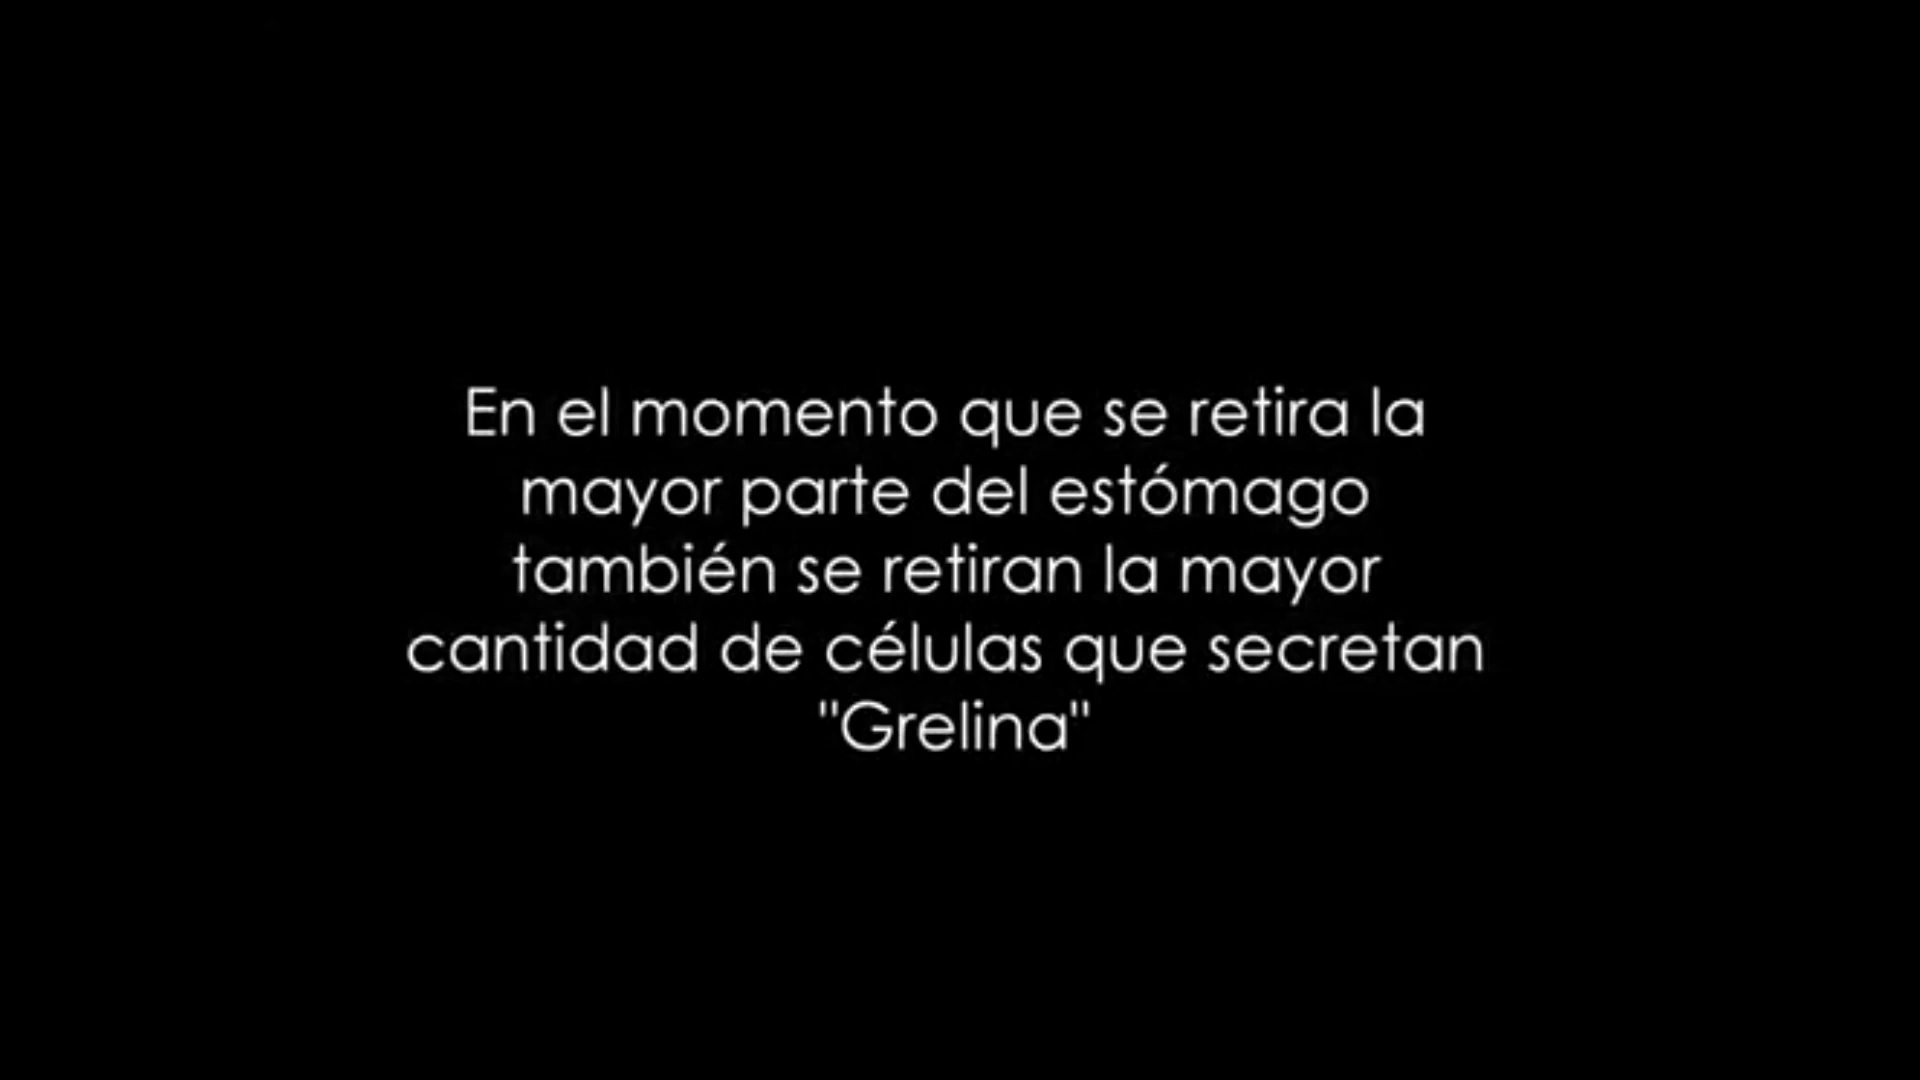 En el momento que se retira la
mayor parte del estómago
también se retiran la mayor
cantidad de células que secretan
"Grelina"